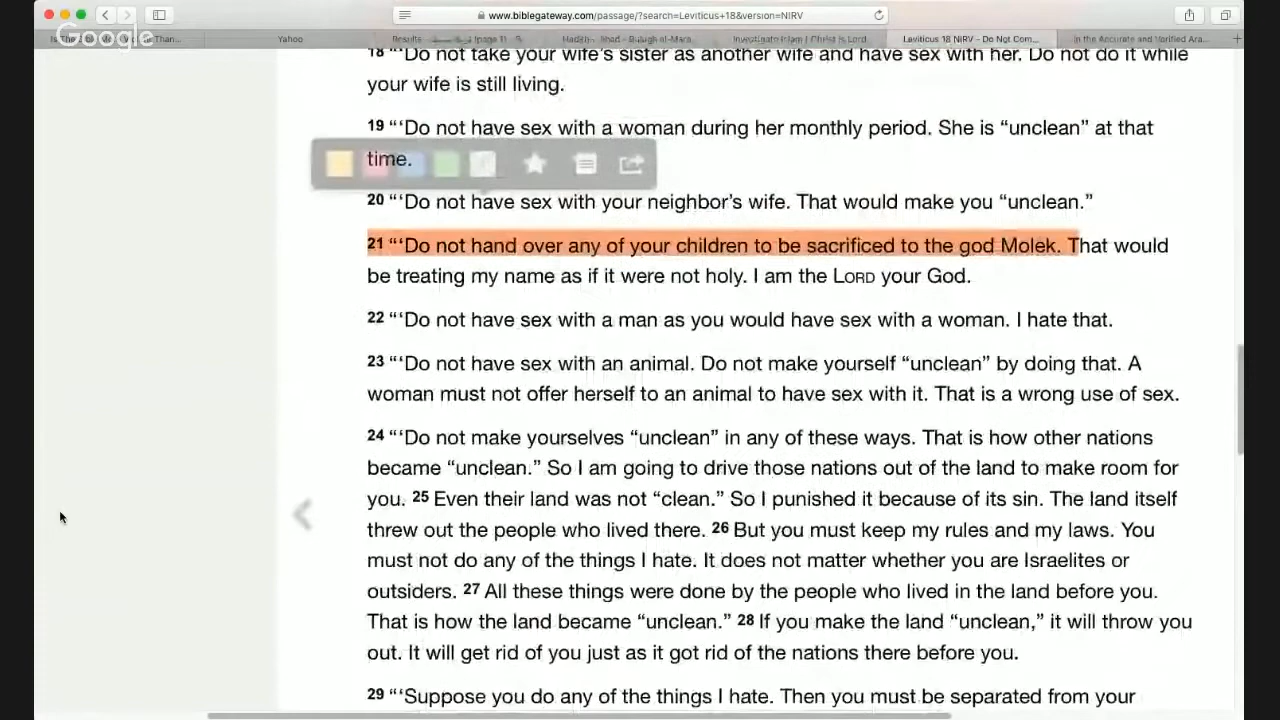 www.biblegateway.com/passage/?search=Leviticus+18&version=NIRV
Google
Yahoo
Results
Investigate Islam | Christ is Lord
Leviticus 18 NIRV - Do Not Com...
in the Accurate and Verified Ara...
18 “‘Do not take your wife’s sister as another wife and have sex with her. Do not do it while
your wife is still living.
19 “‘Do not have sex with a woman during her monthly period. She is “unclean” at that
time.
20 “‘Do not have sex with your neighbor’s wife. That would make you “unclean.”
21 “‘Do not hand over any of your children to be sacrificed to the god Molek. That would
be treating my name as if it were not holy. I am the LORD your God.
22 “‘Do not have sex with a man as you would have sex with a woman. I hate that.
23 “‘Do not have sex with an animal. Do not make yourself “unclean” by doing that. A
woman must not offer herself to an animal to have sex with it. That is a wrong use of sex.
24 “‘Do not make yourselves “unclean” in any of these ways. That is how other nations
became “unclean.” So I am going to drive those nations out of the land to make room for
you. 25 Even their land was not “clean.” So I punished it because of its sin. The land itself
threw out the people who lived there. 26 But you must keep my rules and my laws. You
must not do any of the things I hate. It does not matter whether you are Israelites or
outsiders. 27 All these things were done by the people who lived in the land before you.
That is how the land became “unclean.” 28 If you make the land “unclean,” it will throw you
out. It will get rid of you just as it got rid of the nations there before you.
29 “‘Suppose you do any of the things I hate. Then you must be separated from your